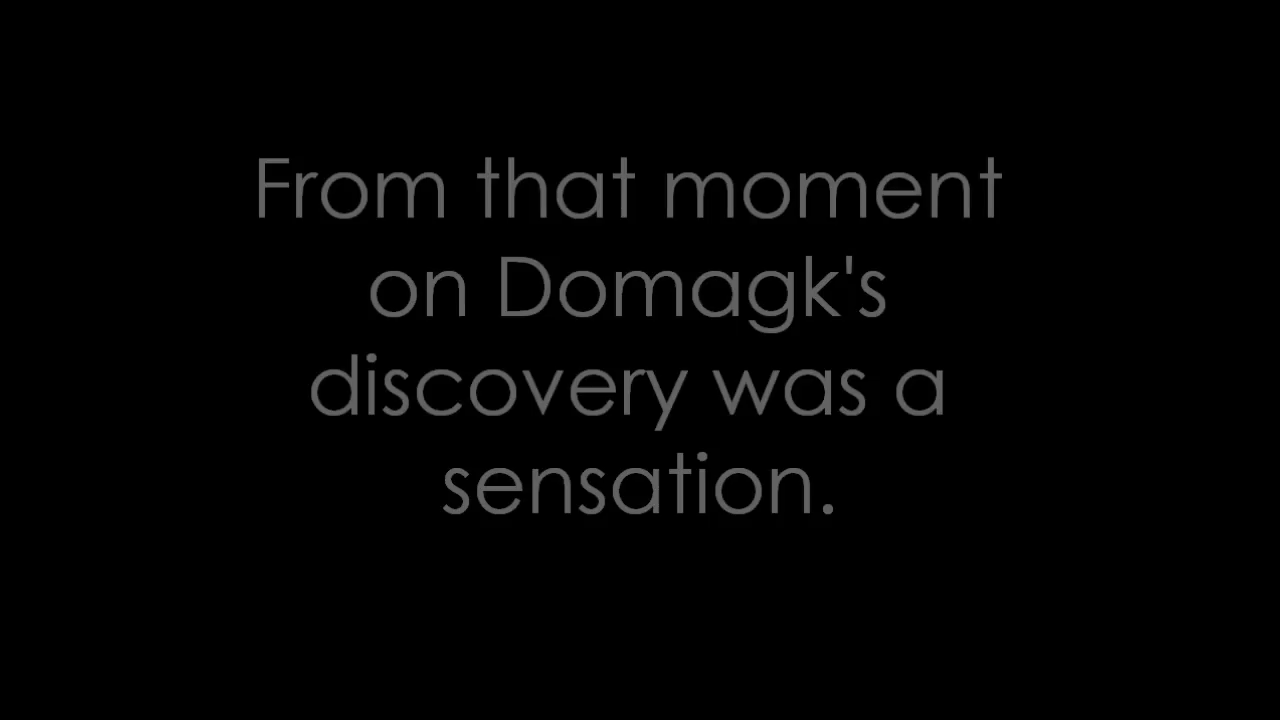 From that moment
on Domagk's
discovery was a
sensation.